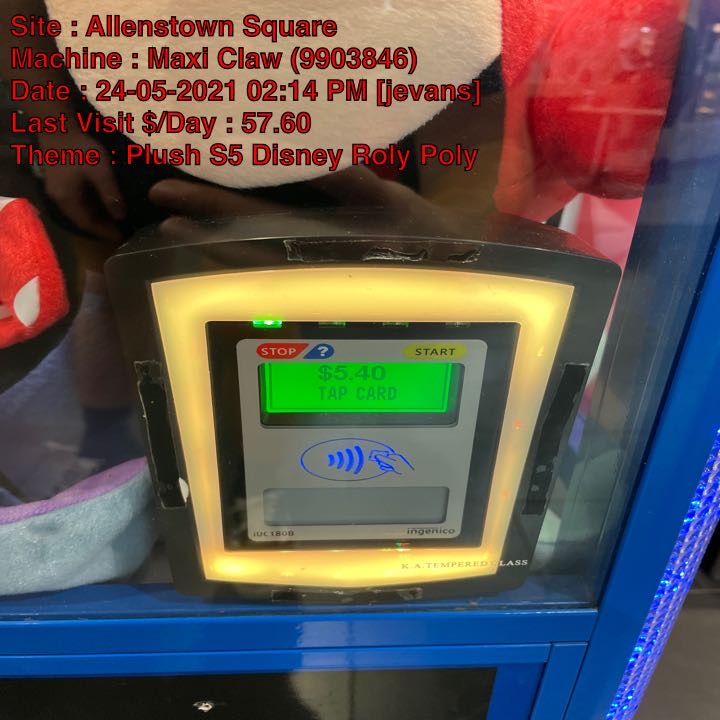 Site : Allenstown Square
Machine : Maxi Claw (9903846)
Date : 24-05-2021 02:14 PM [jevans]
Last Visit $/Day : 57.60
Theme : Plush S5 Disney Roly Poly
STOP ? START
$5.40
TAP CARD
iUC180B ingenico
K.A.TEMPERED GLASS